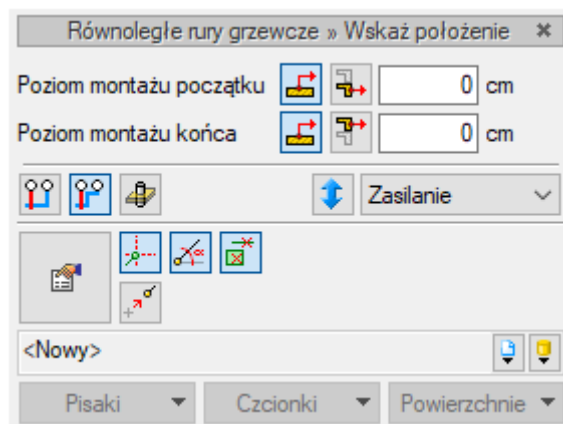 Równoległe rury grzewcze » Wskaż położenie
Poziom montażu początku 0 cm
Poziom montażu końca 0 cm
Zasilanie
<Nowy>
Pisaki Czcionki Powierzchnie